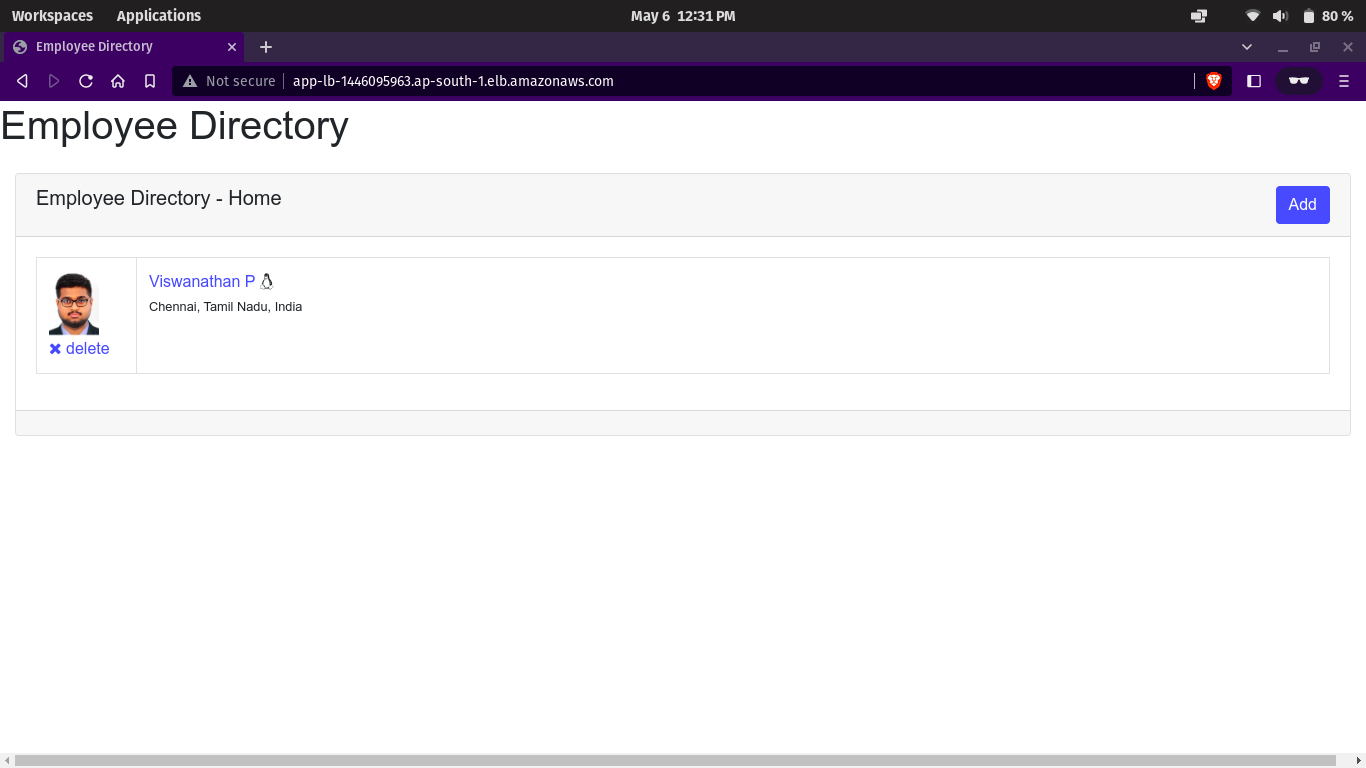 Workspaces Applications May 6 12:31 PM 80 %
Employee Directory
Not secure app-lb-1446095963.ap-south-1.elb.amazonaws.com
Employee Directory
Employee Directory - Home Add
Viswanathan P
Chennai, Tamil Nadu, India
delete